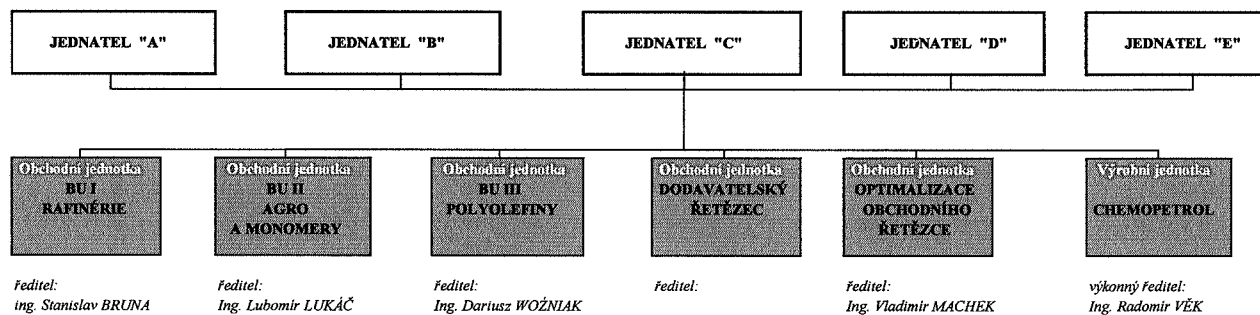 JEDNATEL "A"
JEDNATEL "B"
JEDNATEL "C"
JEDNATEL "D"
JEDNATEL "E"
Obchodní jednotka
BU I
RAFINÉRIE
Obchodní jednotka
BU II
AGRO
A MONOMERY
Obchodní jednotka
BU III
POLYOLEFINY
Obchodní jednotka
DODAVATELSKÝ
ŘETĚZEC
Obchodní jednotka
OPTIMALIZACE
OBCHODNÍHO
ŘETĚZCE
Výrobní jednotka
CHEMOPETROL
ředitel:
ing. Stanislav BRUNA
ředitel:
Ing. Lubomír LUKÁČ
ředitel:
Ing. Dariusz WOŹNIAK
ředitel:
ředitel:
Ing. Vladimír MACHEK
výkonný ředitel:
Ing. Radomír VĚK